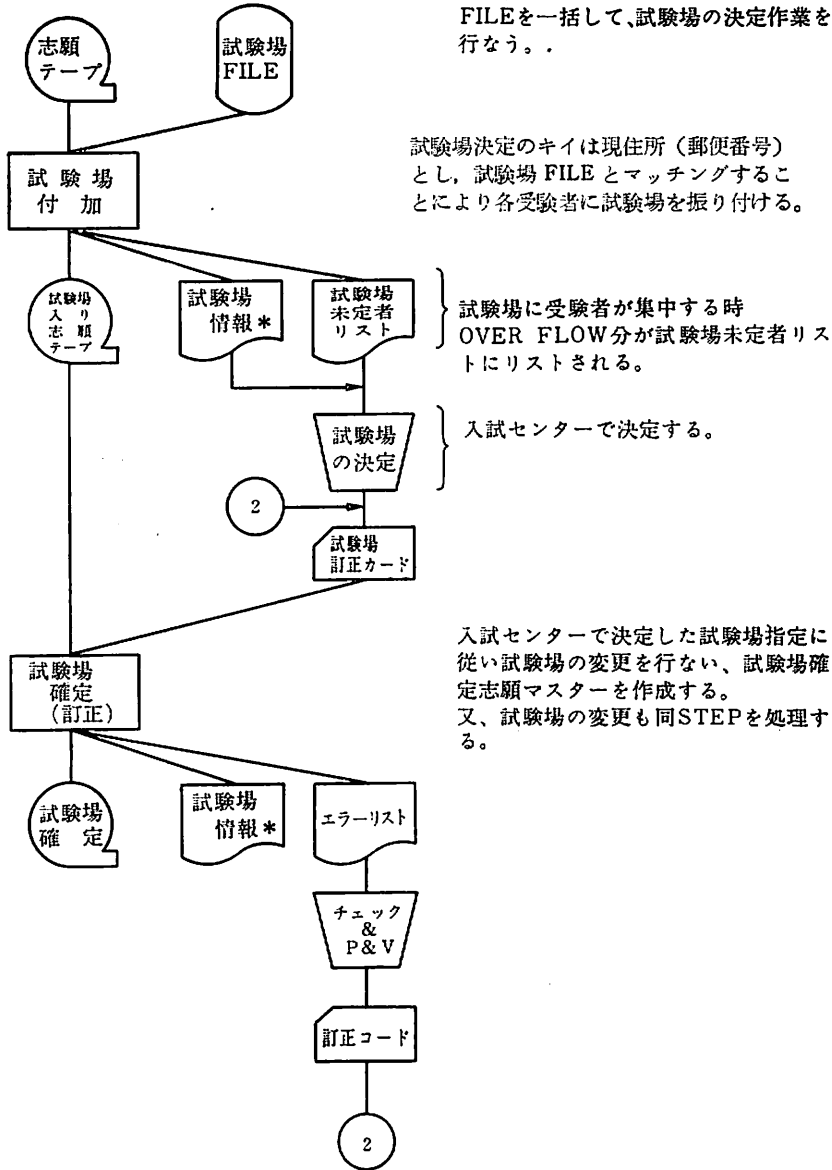 FILEを一括して、試験場の決定作業を
行なう。.
志願
テープ
試験場
FILE
試験場
付加
試験場決定のキイは現住所（郵便番号）
とし，試験場 FILE とマッチングするこ
とにより各受験者に試験場を振り付ける。
試験場
入り
志願
テープ
試験場
情報*
試験場
未定者
リスト
試験場に受験者が集中する時
OVER FLOW分が試験場未定者リス
トにリストされる。
試験場
の決定
入試センターで決定する。
2
試験場
訂正カード
試験場
確定
(訂正)
入試センターで決定した試験場指定に
従い試験場の変更を行ない、試験場確
定志願マスターを作成する。
又、試験場の変更も同STEPを処理す
る。
試験場
確定
試験場
情報*
エラーリスト
チェック
&
P&V
訂正コード
2